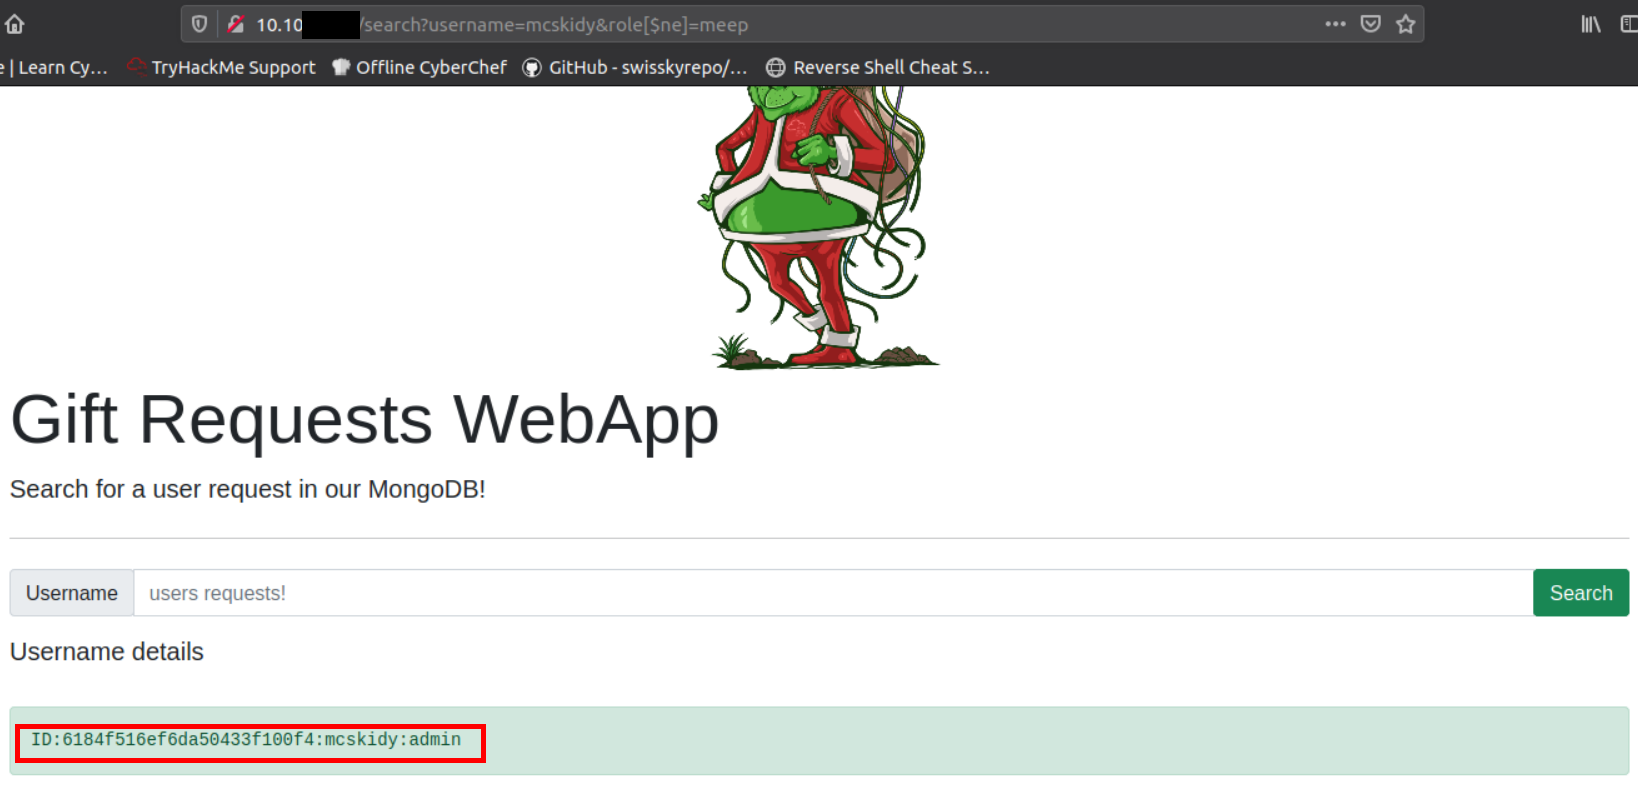 10.10 /search?username=mcskidy&role[$ne]=meep
e | Learn Cy... TryHackMe Support Offline CyberChef GitHub - swisskyrepo/... Reverse Shell Cheat S...
Gift Requests WebApp
Search for a user request in our MongoDB!
Username users requests! Search
Username details
ID:6184f516ef6da50433f100f4:mcskidy:admin